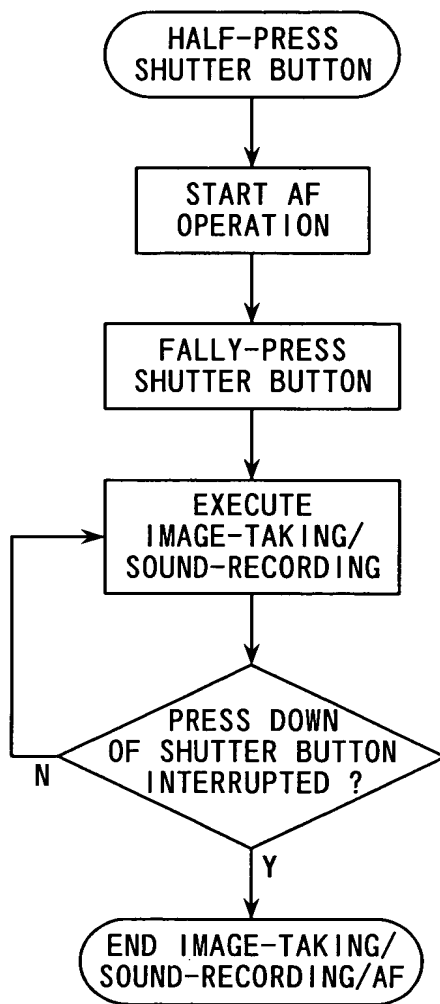 HALF-PRESS
SHUTTER BUTTON
START AF
OPERATION
FALLY-PRESS
SHUTTER BUTTON
EXECUTE
IMAGE-TAKING/
SOUND-RECORDING
PRESS DOWN
OF SHUTTER BUTTON
INTERRUPTED ?
N
Y
END IMAGE-TAKING/
SOUND-RECORDING/AF